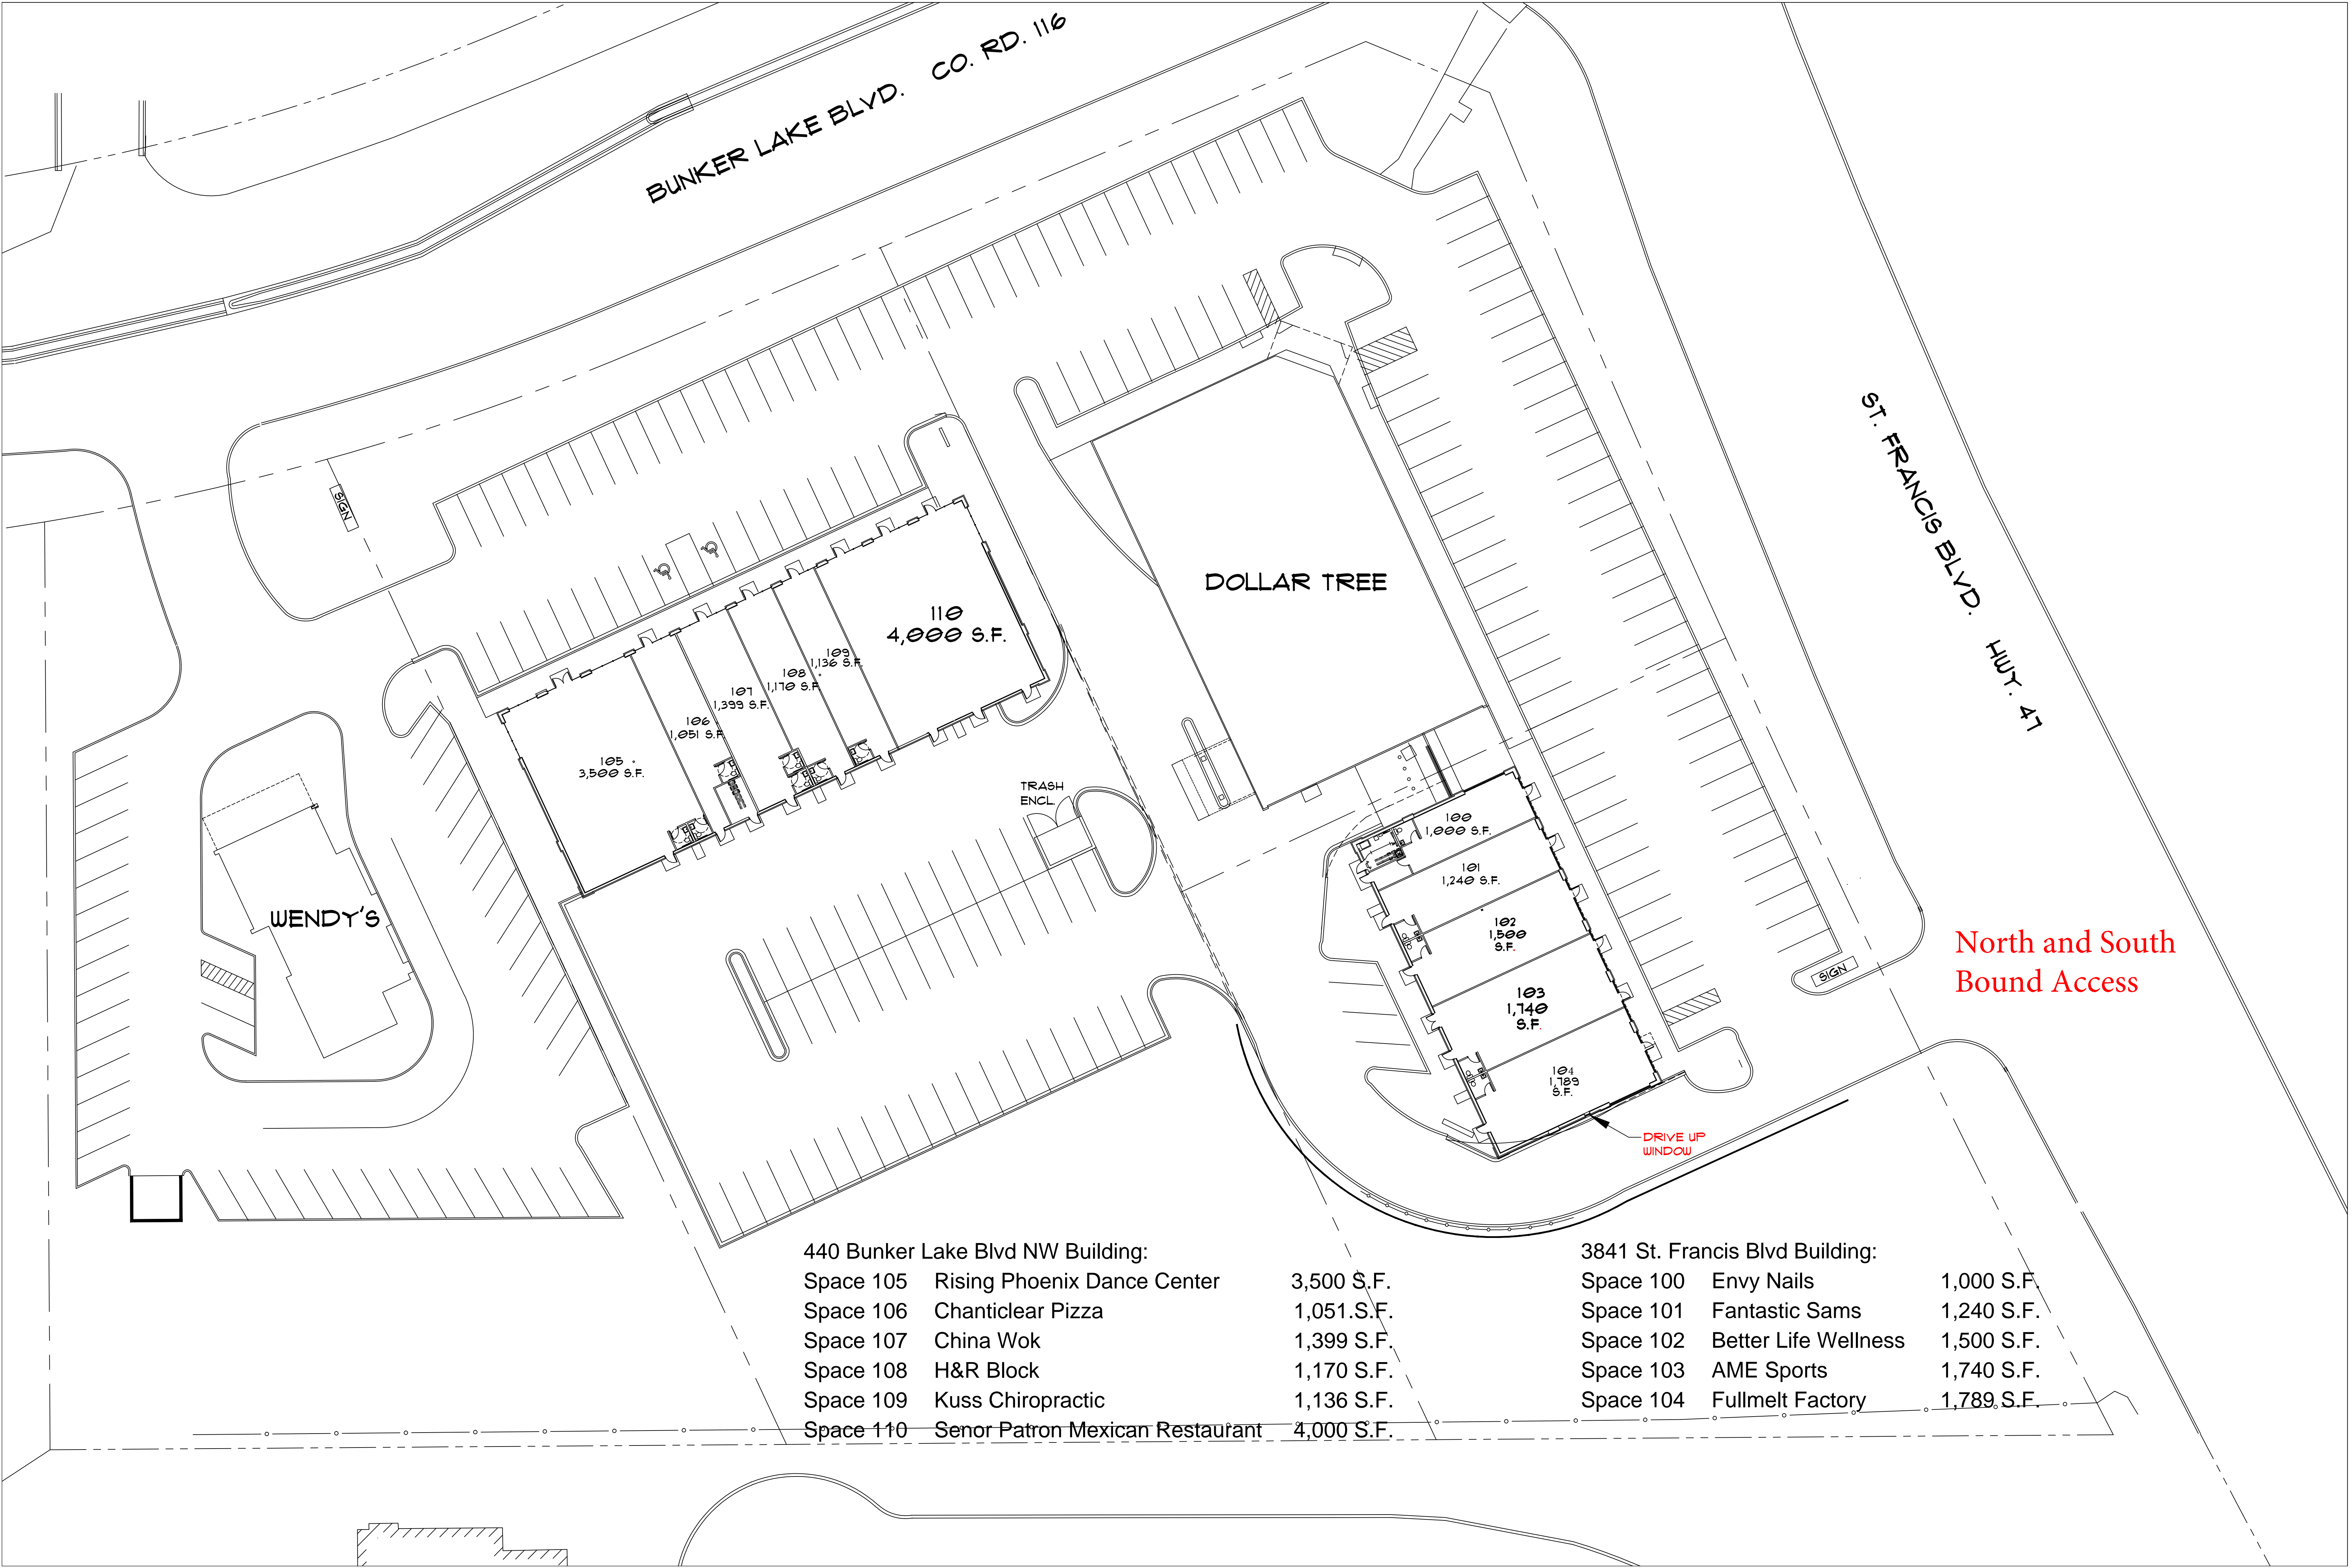 BUNKER LAKE BLVD. CO. RD. 116
ST. FRANCIS BLVD. HWY. 47
SIGN
DOLLAR TREE
110
4,000 S.F.
109
1,136 S.F.
108
1,170 S.F.
107
1,399 S.F.
106
1,051 S.F.
105
3,500 S.F.
TRASH
ENCL.
WENDY'S
100
1,000 S.F.
101
1,240 S.F.
102
1,500
S.F.
103
1,740
S.F.
104
1,789
S.F.
SIGN
North and South
Bound Access
DRIVE UP
WINDOW
440 Bunker Lake Blvd NW Building:
Space 105 Rising Phoenix Dance Center 3,500 S.F.
Space 106 Chanticlear Pizza 1,051.S.F.
Space 107 China Wok 1,399 S.F.
Space 108 H&R Block 1,170 S.F.
Space 109 Kuss Chiropractic 1,136 S.F.
Space 110 Senor Patron Mexican Restaurant 4,000 S.F.
3841 St. Francis Blvd Building:
Space 100 Envy Nails 1,000 S.F.
Space 101 Fantastic Sams 1,240 S.F.
Space 102 Better Life Wellness 1,500 S.F.
Space 103 AME Sports 1,740 S.F.
Space 104 Fullmelt Factory 1,789 S.F.